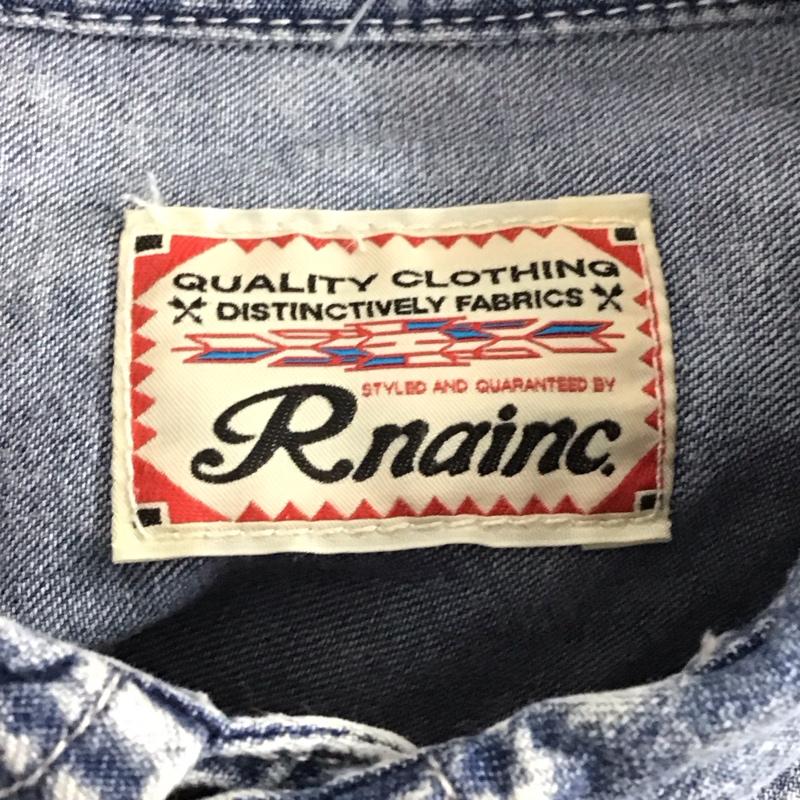 QUALITY CLOTHING
DISTINCTIVELY FABRICS
STYLED AND QUARANTEED BY
Rnainc.